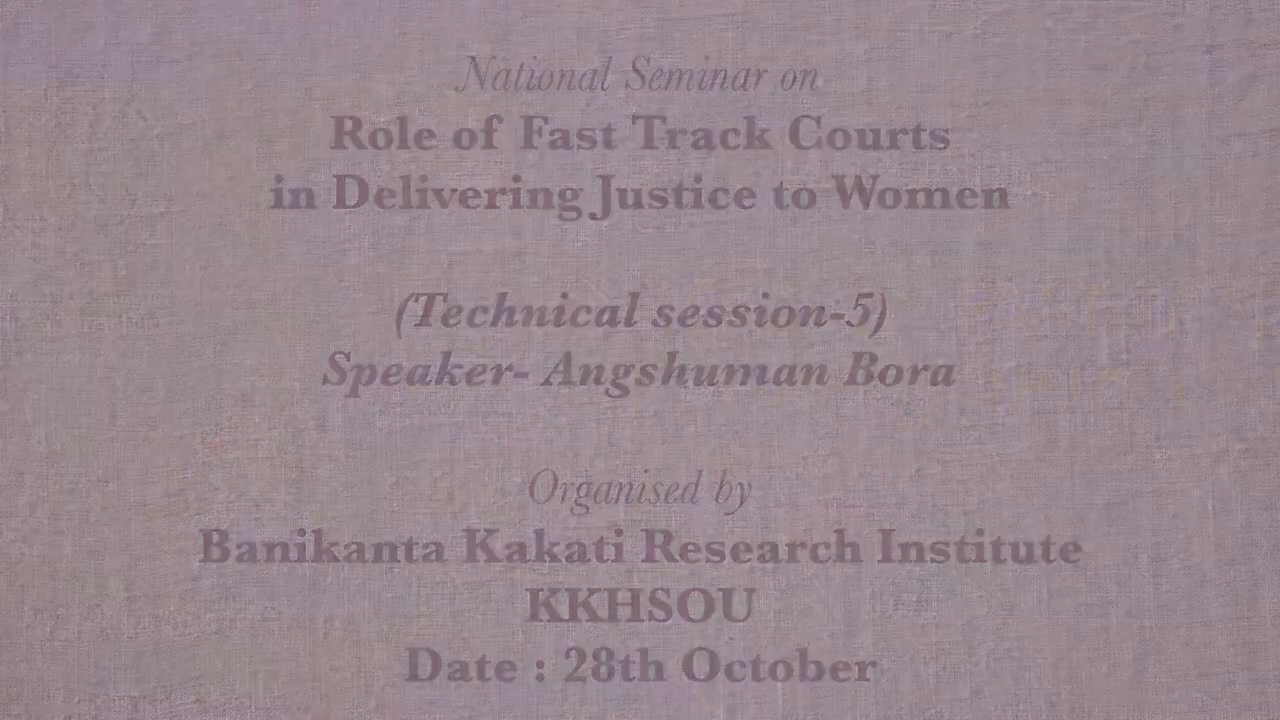 National Seminar on
Role of Fast Track Courts
in Delivering Justice to Women
(Technical session-5)
Speaker- Angshuman Bora
Organised by
Banikanta Kakati Research Institute
KKHSOU
Date : 28th October